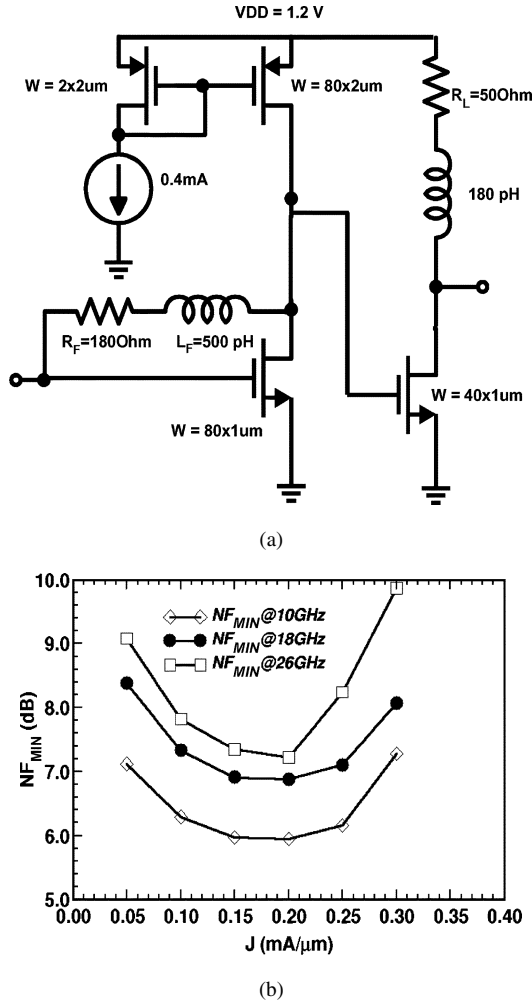 VDD = 1.2 V
W = 2x2um
W = 80x2um
R_L=50Ohm
0.4mA
180 pH
R_F=180Ohm
L_F=500 pH
W = 80x1um
W = 40x1um
(a)
10.0
9.0
8.0
7.0
6.0
5.0
NF_MIN (dB)
NF_MIN@10GHz
NF_MIN@18GHz
NF_MIN@26GHz
0.00 0.05 0.10 0.15 0.20 0.25 0.30 0.35 0.40
J (mA/µm)
(b)